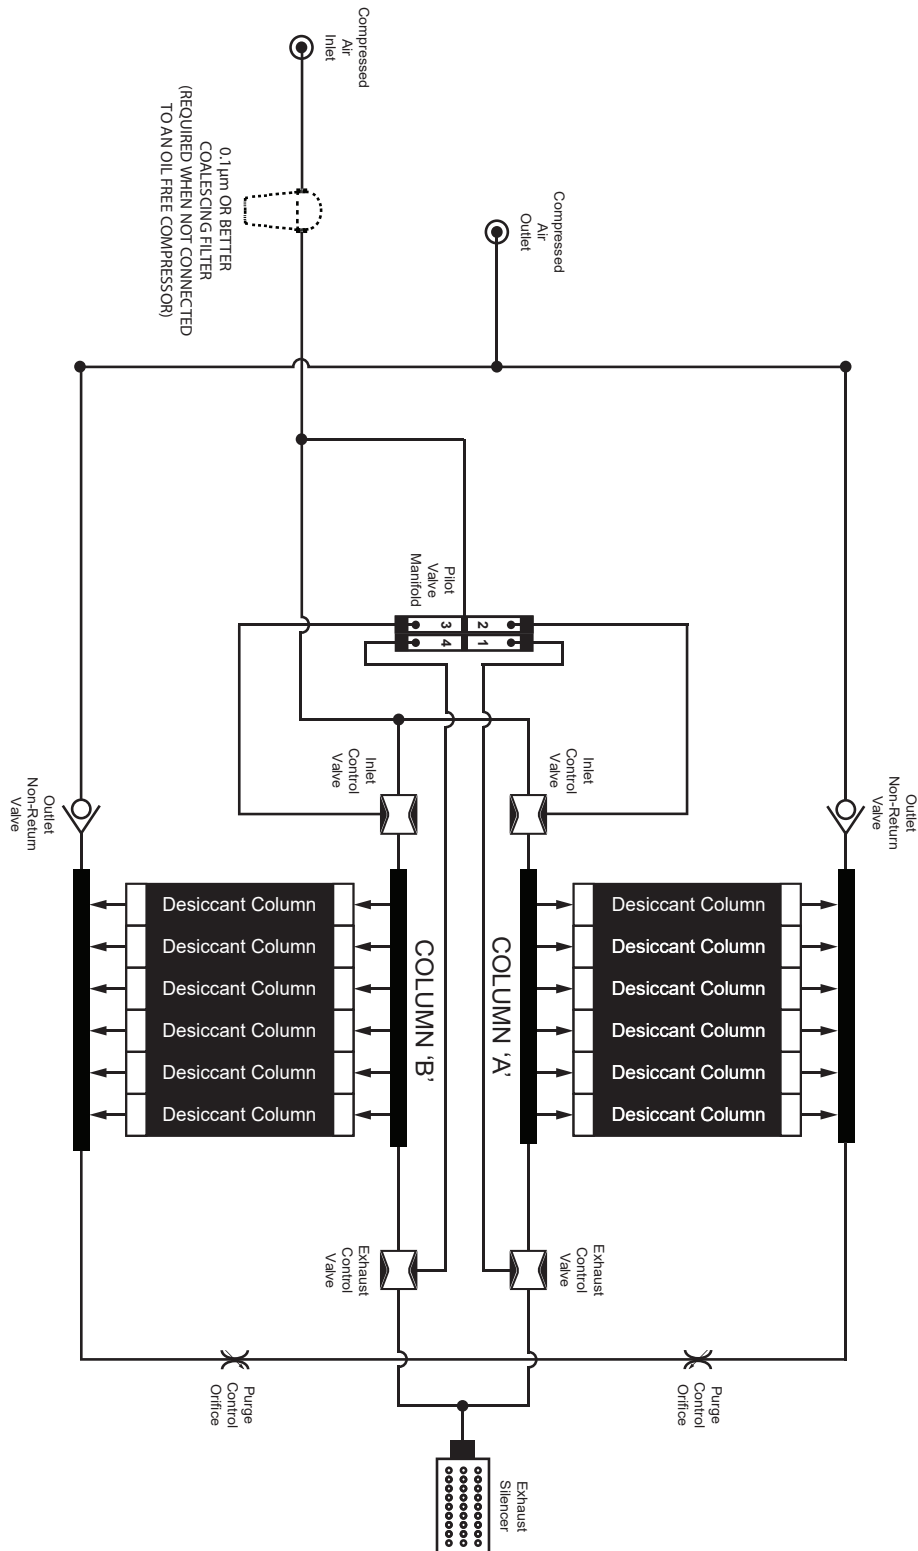 Compressed
Air
Inlet
0.1µm OR BETTER
COALESCING FILTER
(REQUIRED WHEN NOT CONNECTED
TO AN OIL FREE COMPRESSOR)
Compressed
Air
Outlet
Pilot
Valve
Manifold
2
1
3
4
Inlet
Control
Valve
Inlet
Control
Valve
Outlet
Non-Return
Valve
Outlet
Non-Return
Valve
Desiccant Column
Desiccant Column
Desiccant Column
Desiccant Column
Desiccant Column
Desiccant Column
COLUMN 'B'
COLUMN 'A'
Desiccant Column
Desiccant Column
Desiccant Column
Desiccant Column
Desiccant Column
Desiccant Column
Exhaust
Control
Valve
Exhaust
Control
Valve
Purge
Control
Orifice
Purge
Control
Orifice
Exhaust
Silencer